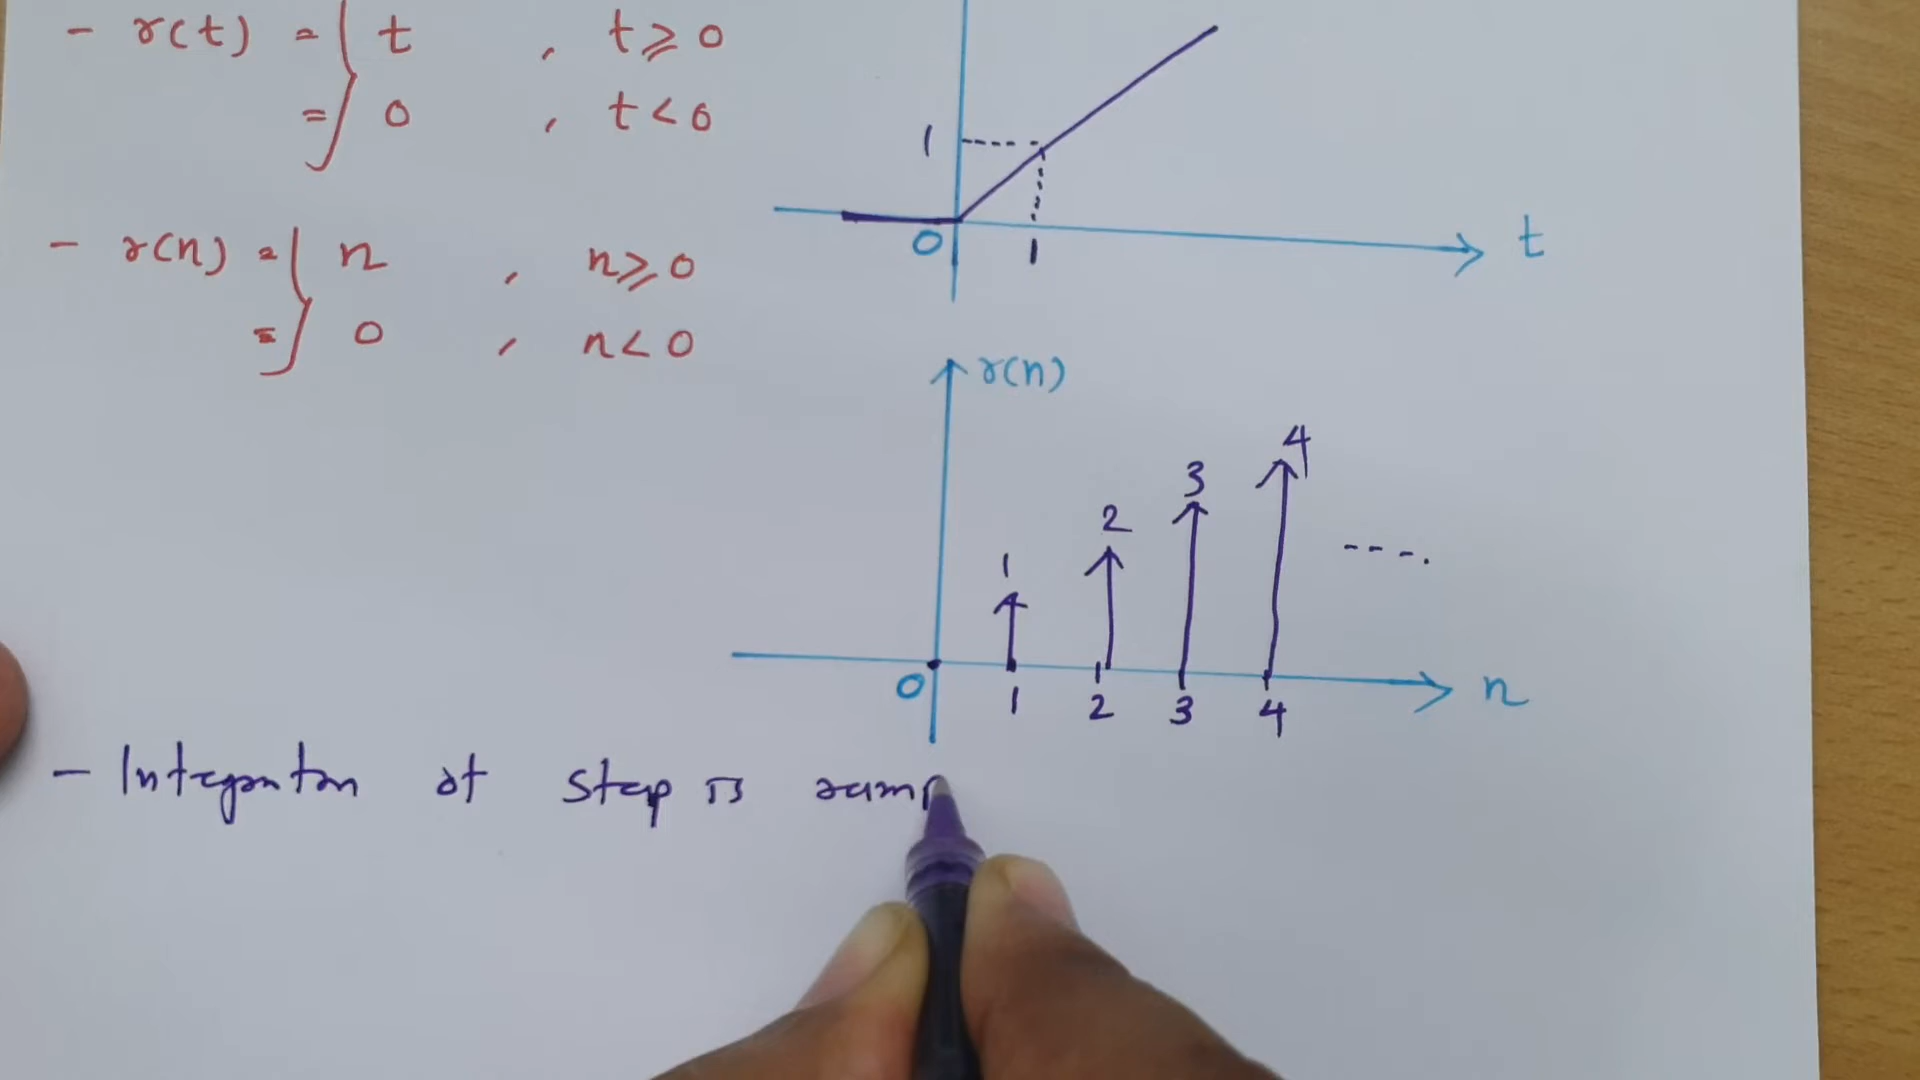 - r(t) = { t , t ≥ 0
= } 0 , t < 0
1
0 1 t
- r(n) = { n , n ≥ 0
= } 0 , n < 0
r(n)
1 2 3 4 ----.
0 1 2 3 4 n
- Integration of step is ramp